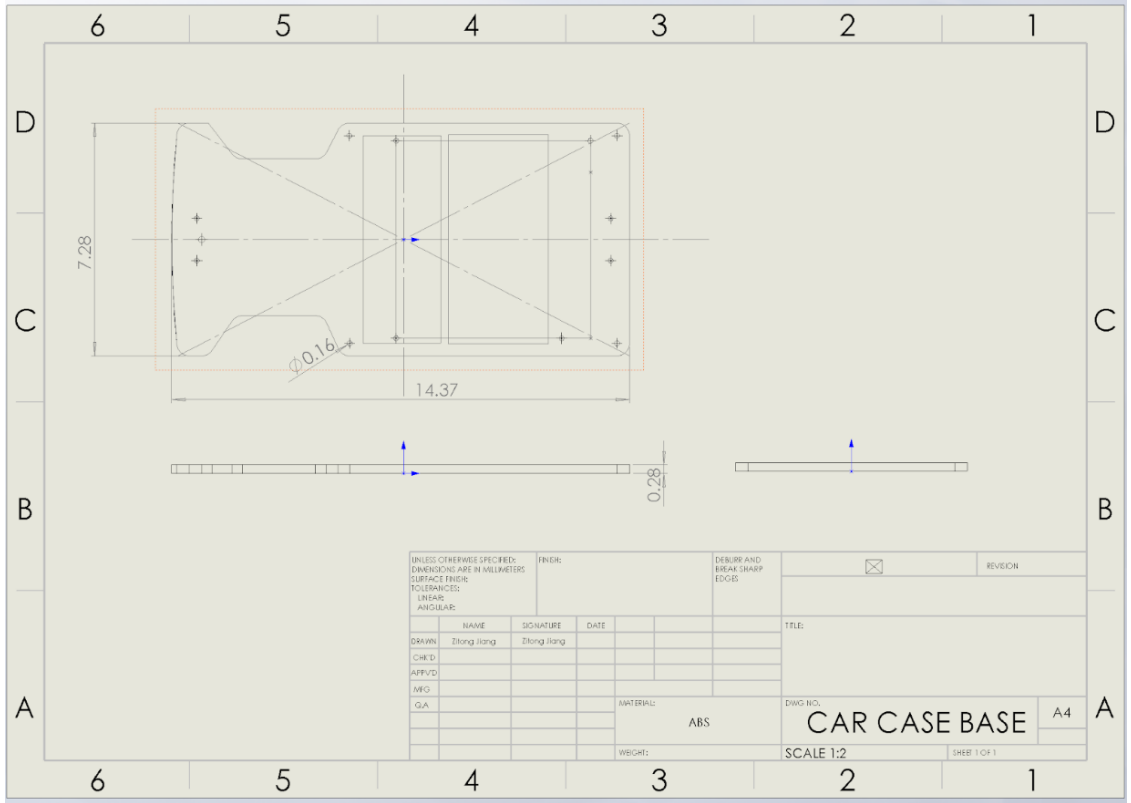 6 5 4 3 2 1
D D
7.28
C C
Ø0.16
14.37
0.28
B B
UNLESS OTHERWISE SPECIFIED:
DIMENSIONS ARE IN MILLIMETERS
SURFACE FINISH:
TOLERANCES:
LINEAR:
ANGULAR:
FINISH:
DEBURR AND
BREAK SHARP
EDGES
REVISION
NAME SIGNATURE DATE
TITLE:
DRAWN Zitong Jiang Zitong Jiang
CHK'D
APPV'D
MFG
Q.A
MATERIAL:
ABS
DWG NO.
CAR CASE BASE
A4
A A
WEIGHT:
SCALE 1:2
SHEET 1 OF 1
6 5 4 3 2 1